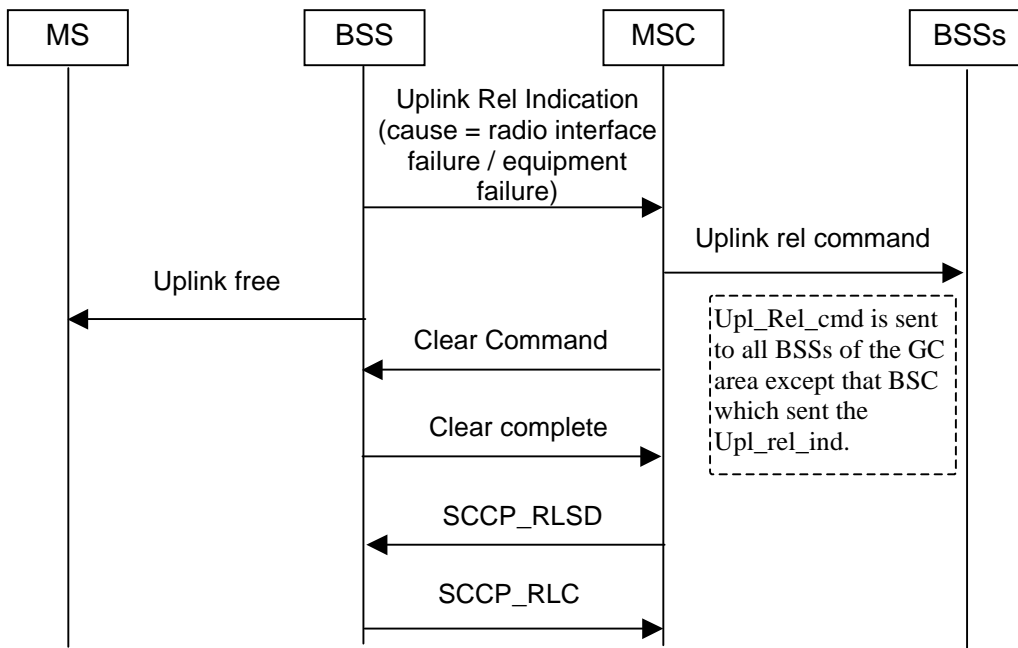 MS
BSS
MSC
BSSs
Uplink Rel Indication
(cause = radio interface
failure / equipment
failure)
Uplink rel command
Uplink free
Upl_Rel_cmd is sent
to all BSSs of the GC
area except that BSC
which sent the
Upl_rel_ind.
Clear Command
Clear complete
SCCP_RLSD
SCCP_RLC